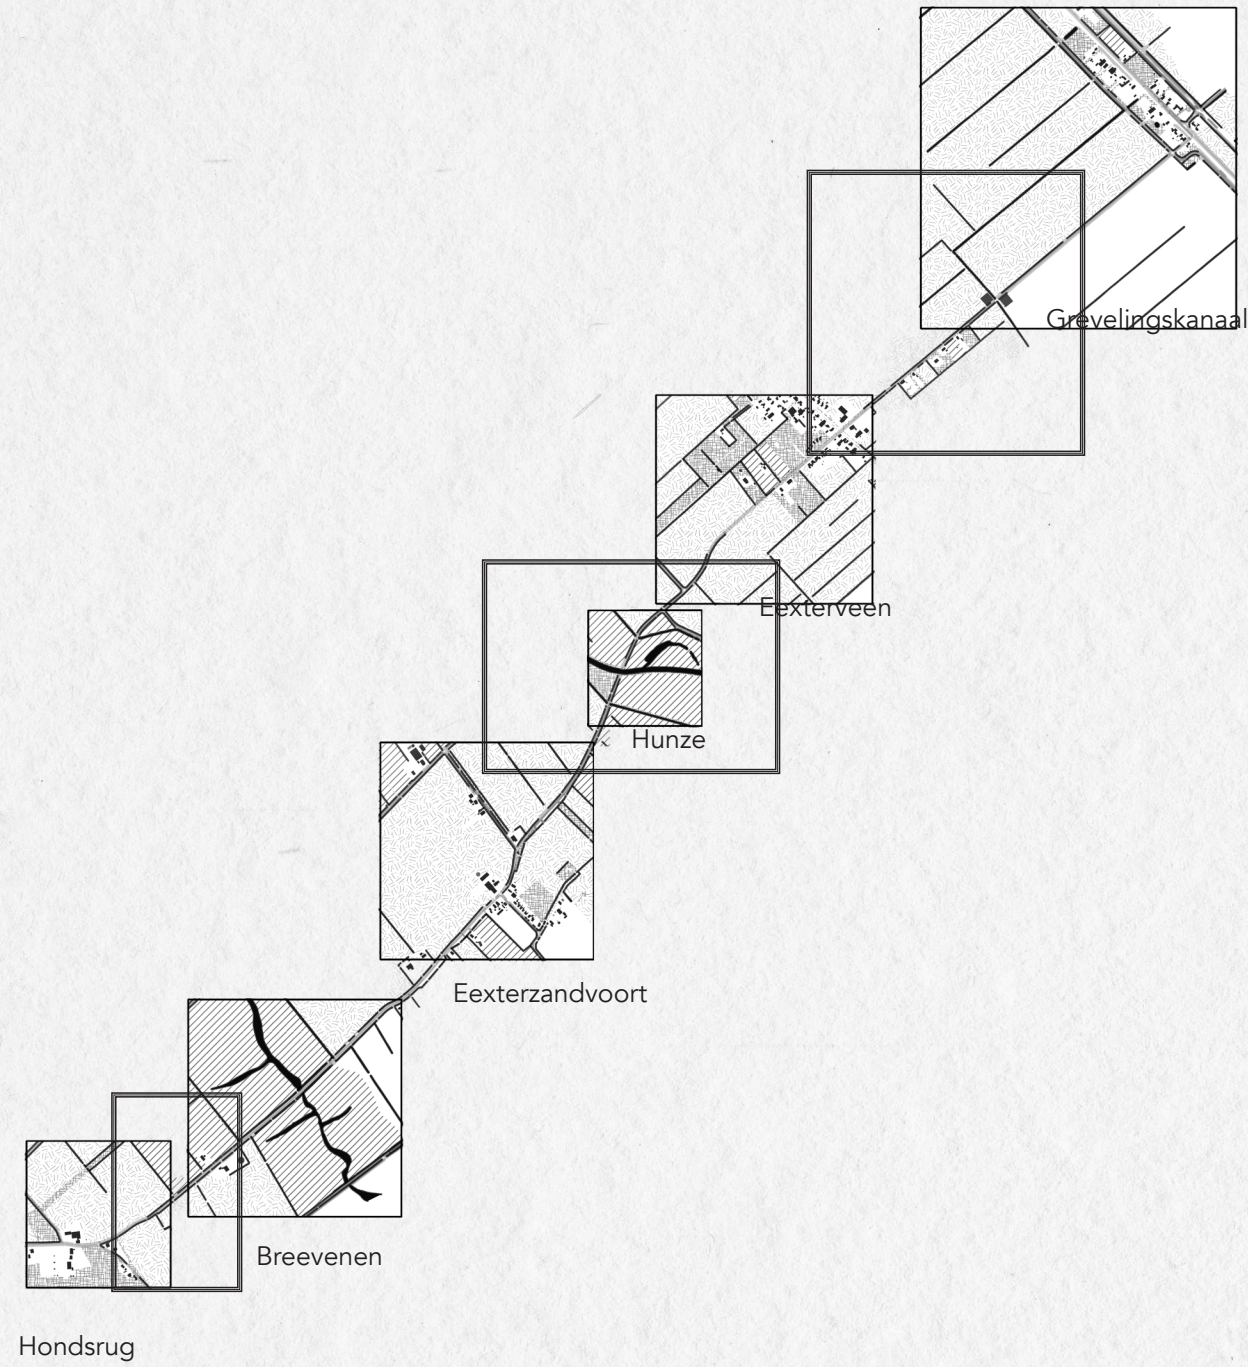 Grevelingskanaal
Eexterveen
Hunze
Eexterzandvoort
Breevenen
Hondsrug